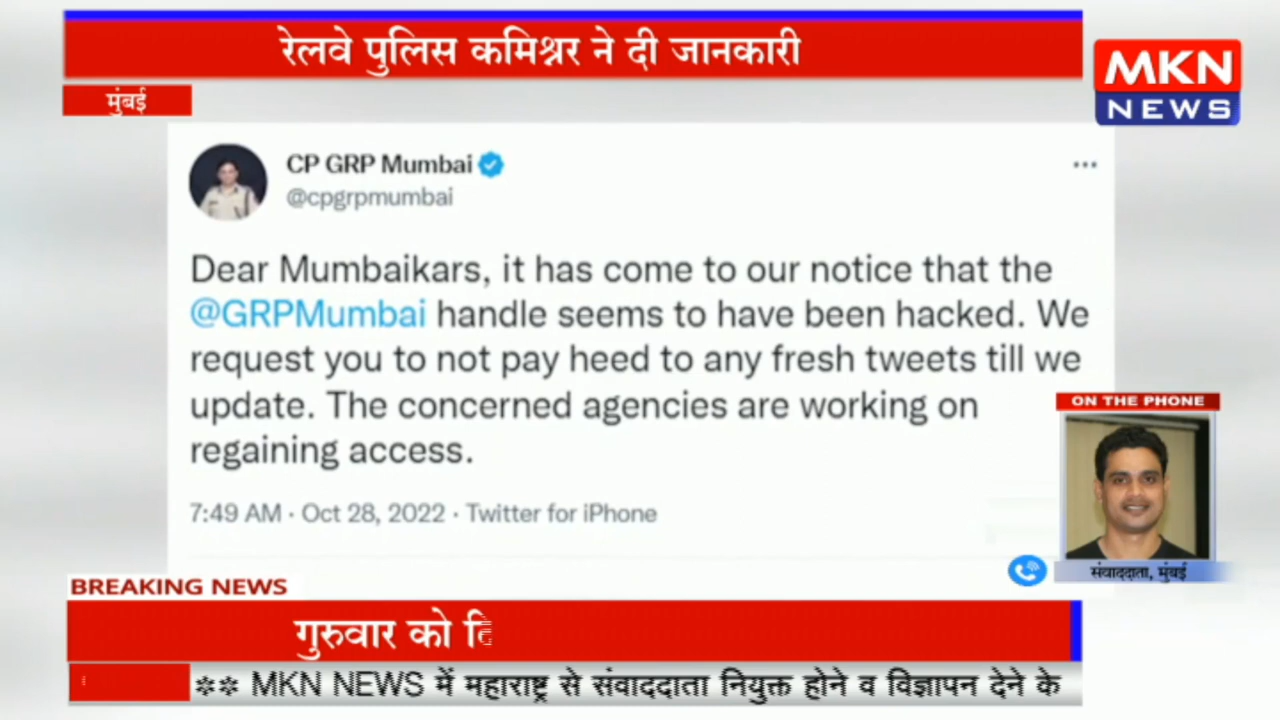 रेलवे पुलिस कमिश्नर ने दी जानकारी
MKN
NEWS
मुंबई
CP GRP Mumbai
@cpgrpmumbai
Dear Mumbaikars, it has come to our notice that the
@GRPMumbai handle seems to have been hacked. We
request you to not pay heed to any fresh tweets till we
update. The concerned agencies are working on
regaining access.
7:49 AM · Oct 28, 2022 · Twitter for iPhone
ON THE PHONE
संवाददाता, मुंबई
BREAKING NEWS
गुरुवार को
** MKN NEWS में महाराष्ट्र से संवाददाता नियुक्त होने व विज्ञापन देने के